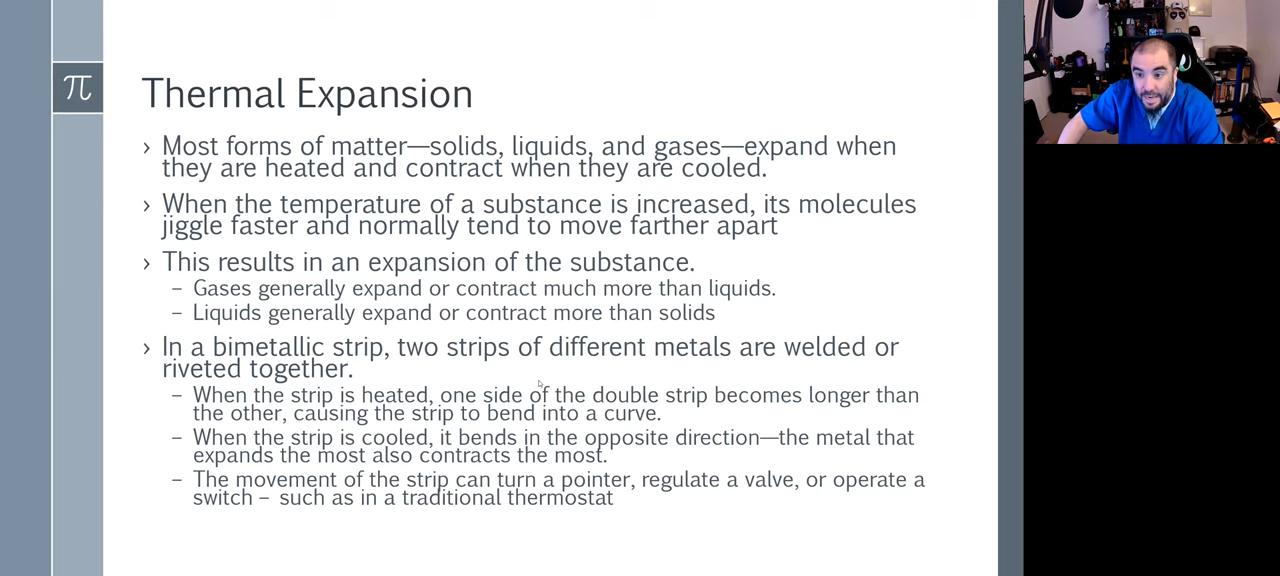 π
Thermal Expansion
› Most forms of matter—solids, liquids, and gases—expand when
they are heated and contract when they are cooled.
› When the temperature of a substance is increased, its molecules
jiggle faster and normally tend to move farther apart
› This results in an expansion of the substance.
– Gases generally expand or contract much more than liquids.
– Liquids generally expand or contract more than solids
› In a bimetallic strip, two strips of different metals are welded or
riveted together.
– When the strip is heated, one side of the double strip becomes longer than
the other, causing the strip to bend into a curve.
– When the strip is cooled, it bends in the opposite direction—the metal that
expands the most also contracts the most.
– The movement of the strip can turn a pointer, regulate a valve, or operate a
switch – such as in a traditional thermostat